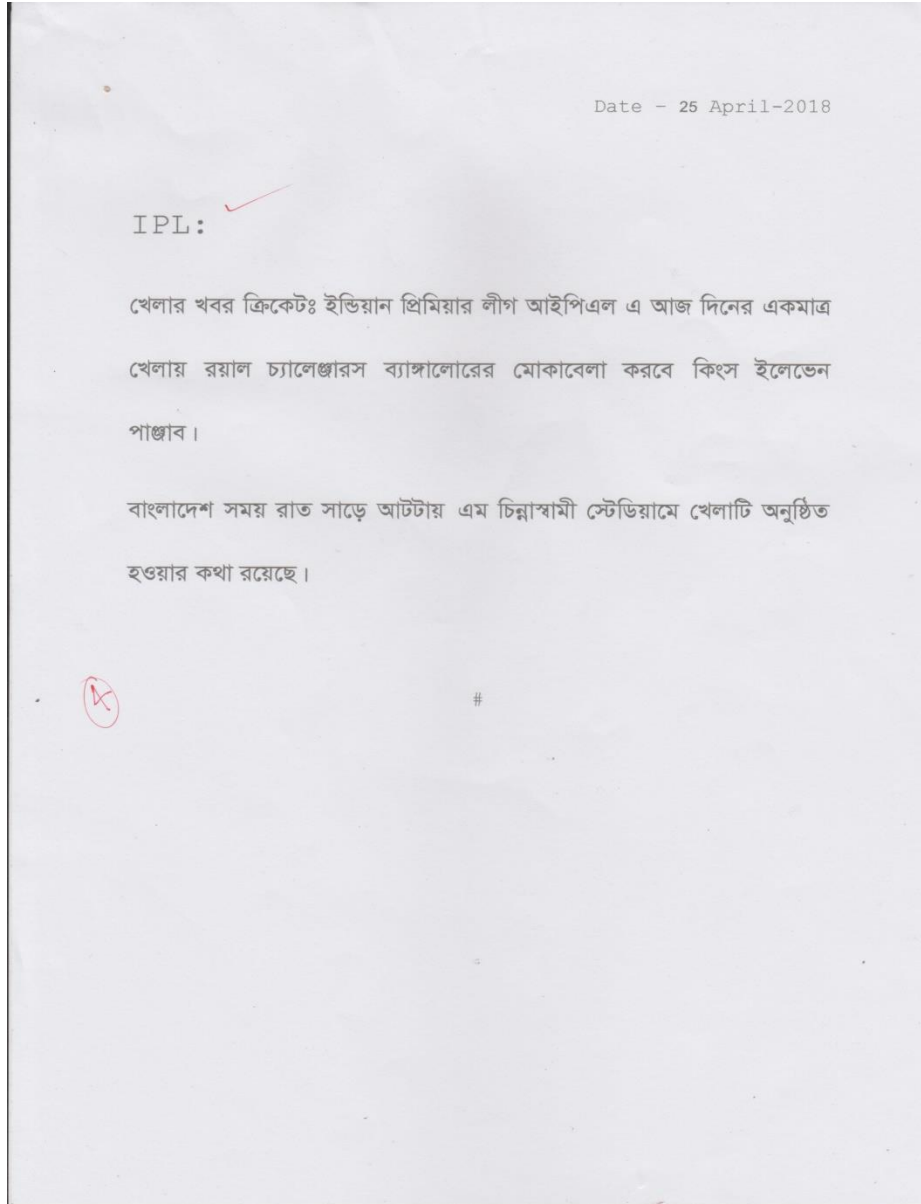 Date - 25 April-2018
IPL:
খেলার খবর ক্রিকেটঃ ইন্ডিয়ান প্রিমিয়ার লীগ আইপিএল এ আজ দিনের একমাত্র
খেলায় রয়াল চ্যালেঞ্জারস ব্যাঙ্গালোরের মোকাবেলা করবে কিংস ইলেভেন
পাঞ্জাব।
বাংলাদেশ সময় রাত সাড়ে আটটায় এম চিন্নাস্বামী স্টেডিয়ামে খেলাটি অনুষ্ঠিত
হওয়ার কথা রয়েছে।
#